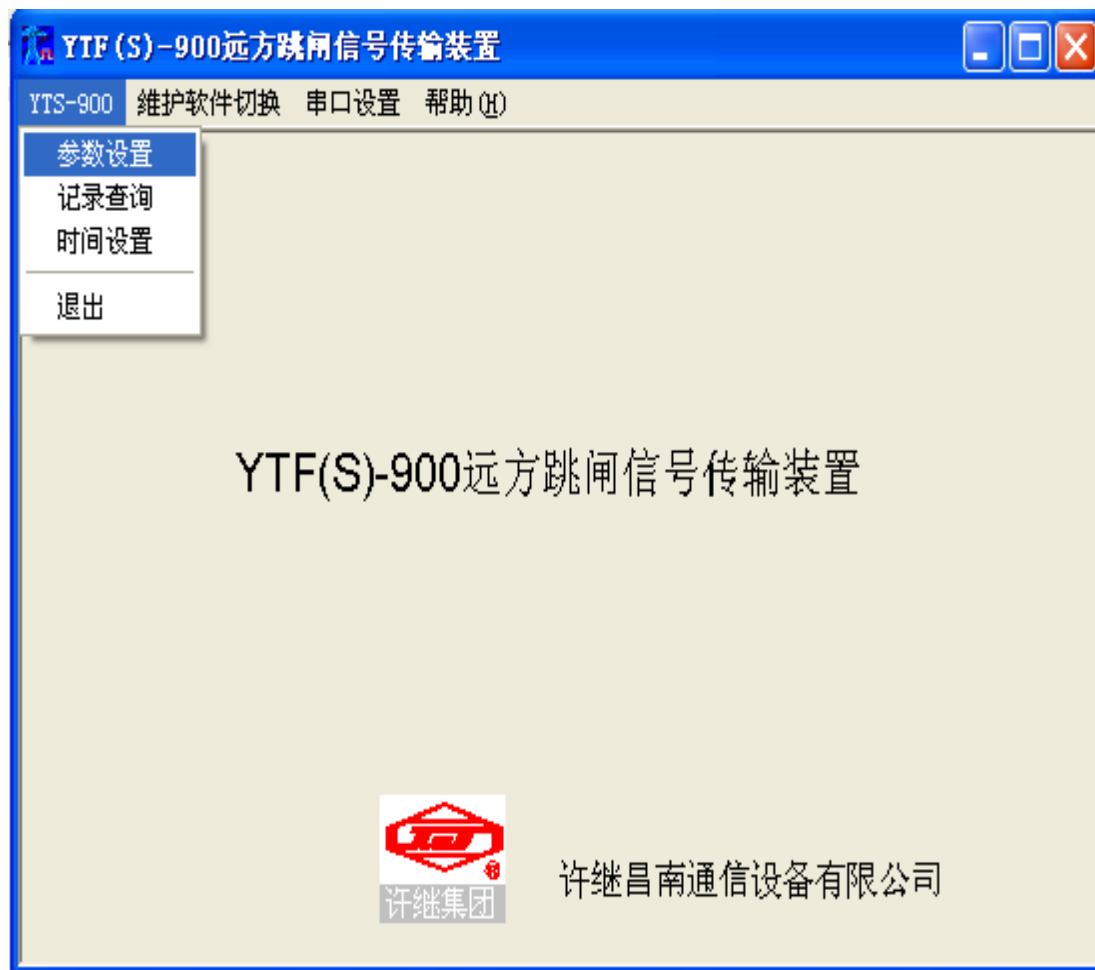 YTF(S)-900远方跳闸信号传输装置
YTS-900 维护软件切换 串口设置 帮助(H)
参数设置
记录查询
时间设置
退出
YTF(S)-900远方跳闸信号传输装置
许继集团
许继昌南通信设备有限公司